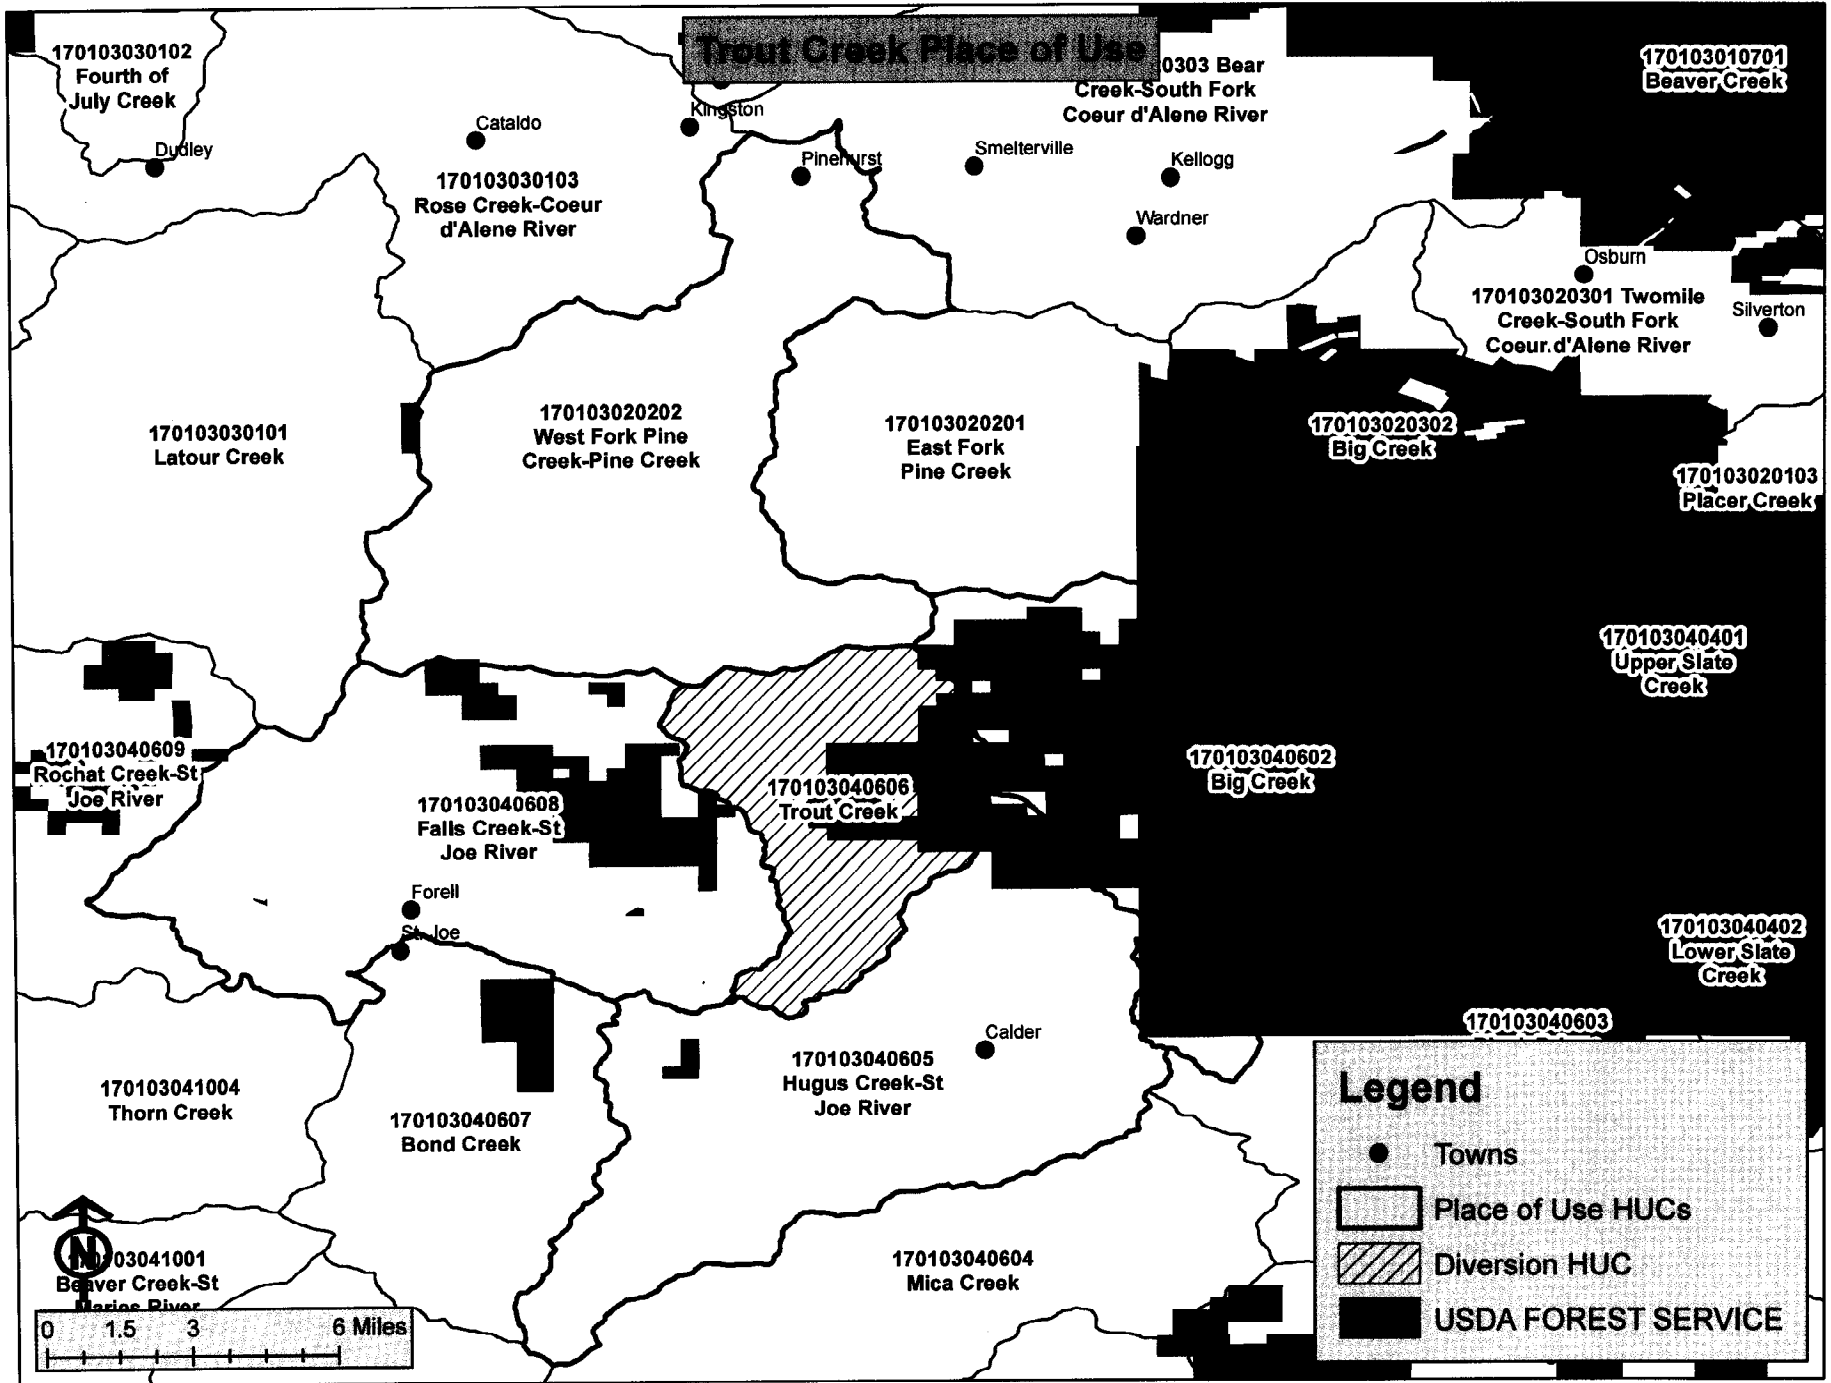 Trout Creek Place of Use
170103030102
Fourth of
July Creek
0303 Bear
Creek-South Fork
Coeur d'Alene River
170103010701
Beaver Creek
Kingston
Cataldo
Dudley
Pinehurst
Smelterville
Kellogg
170103030103
Rose Creek-Coeur
d'Alene River
Wardner
Osburn
170103020301 Twomile
Creek-South Fork
Coeur d'Alene River
Silverton
170103030101
Latour Creek
170103020202
West Fork Pine
Creek-Pine Creek
170103020201
East Fork
Pine Creek
170103020302
Big Creek
170103020103
Placer Creek
170103040401
Upper Slate
Creek
170103040609
Rochat Creek-St
Joe River
170103040608
Falls Creek-St
Joe River
170103040606
Trout Creek
170103040602
Big Creek
Forell
St. Joe
170103040402
Lower Slate
Creek
170103040603
Calder
170103041004
Thorn Creek
170103040607
Bond Creek
170103040605
Hugus Creek-St
Joe River
170103040604
Mica Creek
N
03041001
Beaver Creek-St
Maries River
0 1.5 3 6 Miles
Legend
Towns
Place of Use HUCs
Diversion HUC
USDA FOREST SERVICE